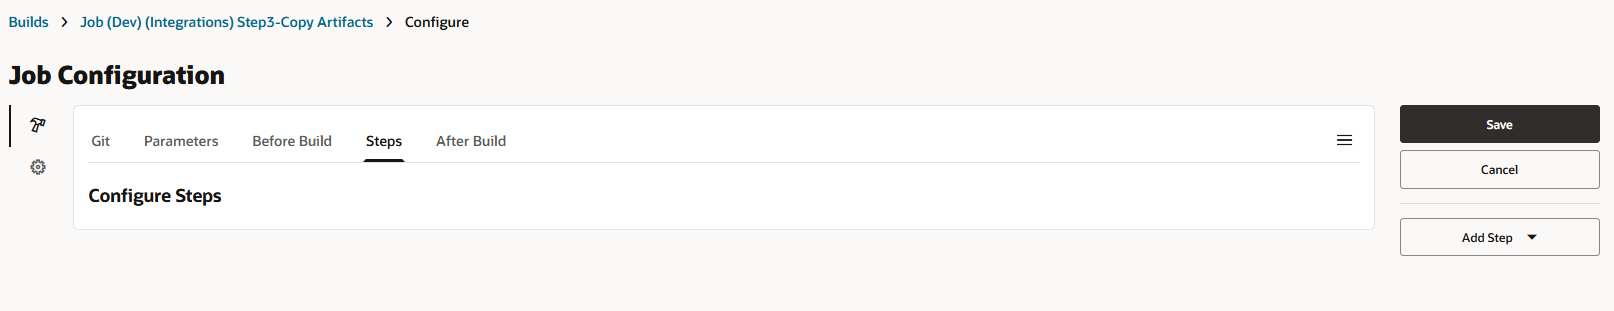 Builds > Job (Dev) (Integrations) Step3-Copy Artifacts > Configure
Job Configuration
Git Parameters Before Build Steps After Build
Configure Steps
Save
Cancel
Add Step